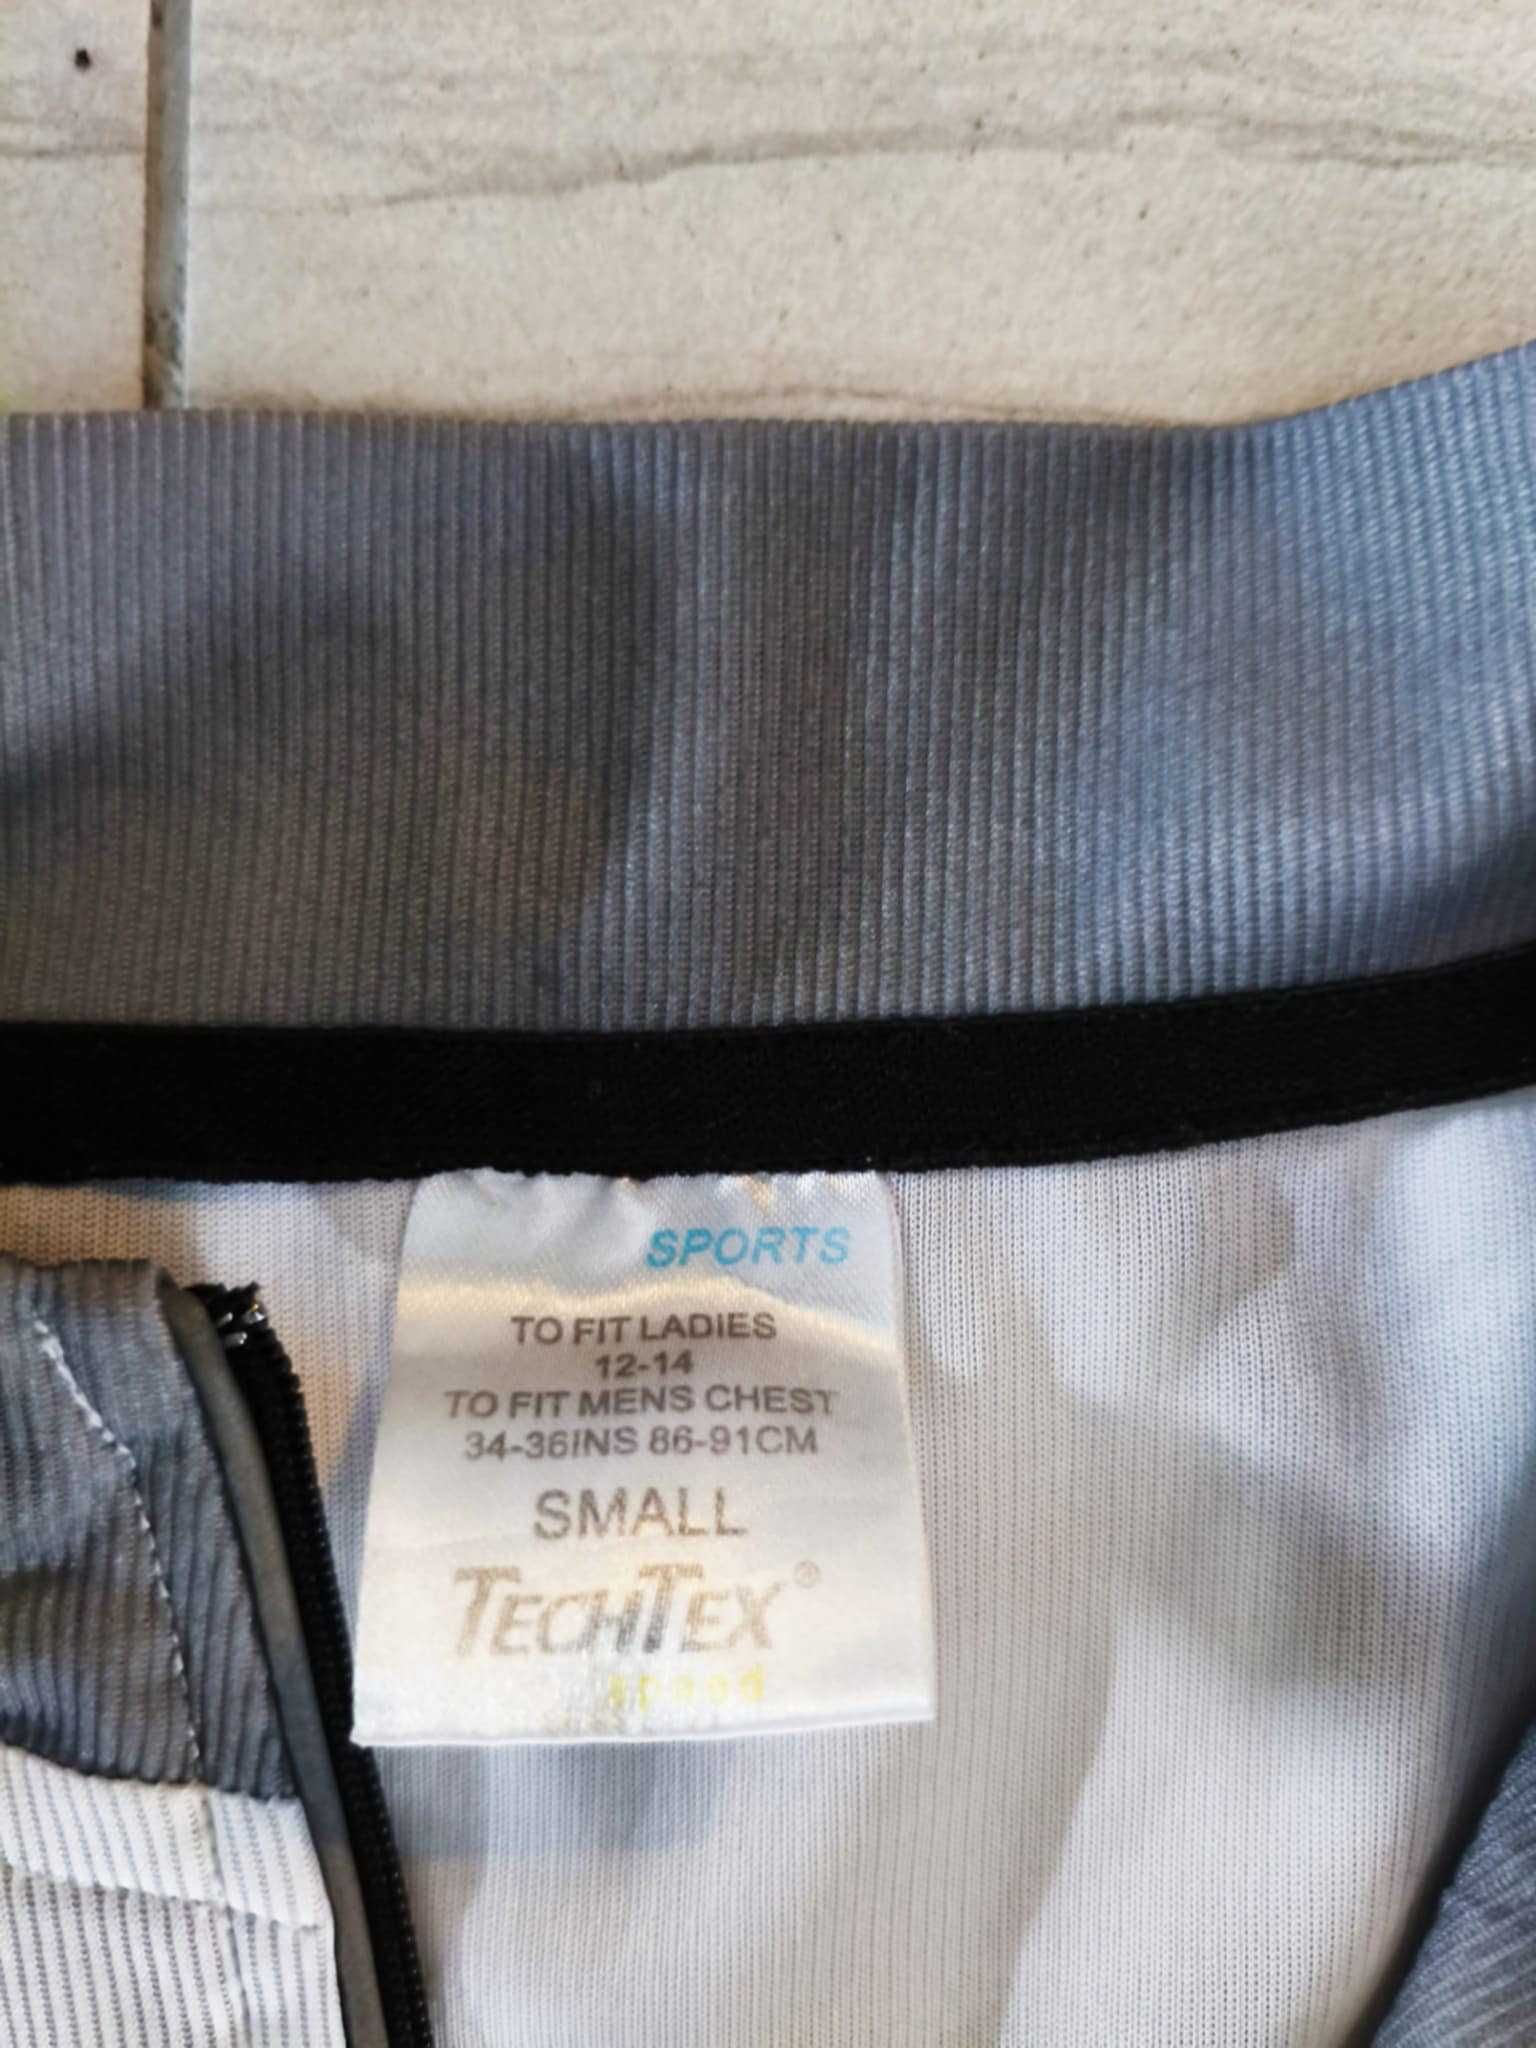 SPORTS
TO FIT LADIES
12-14
TO FIT MENS CHEST
34-36INS 86-91CM
SMALL
TECHTEX®
speed